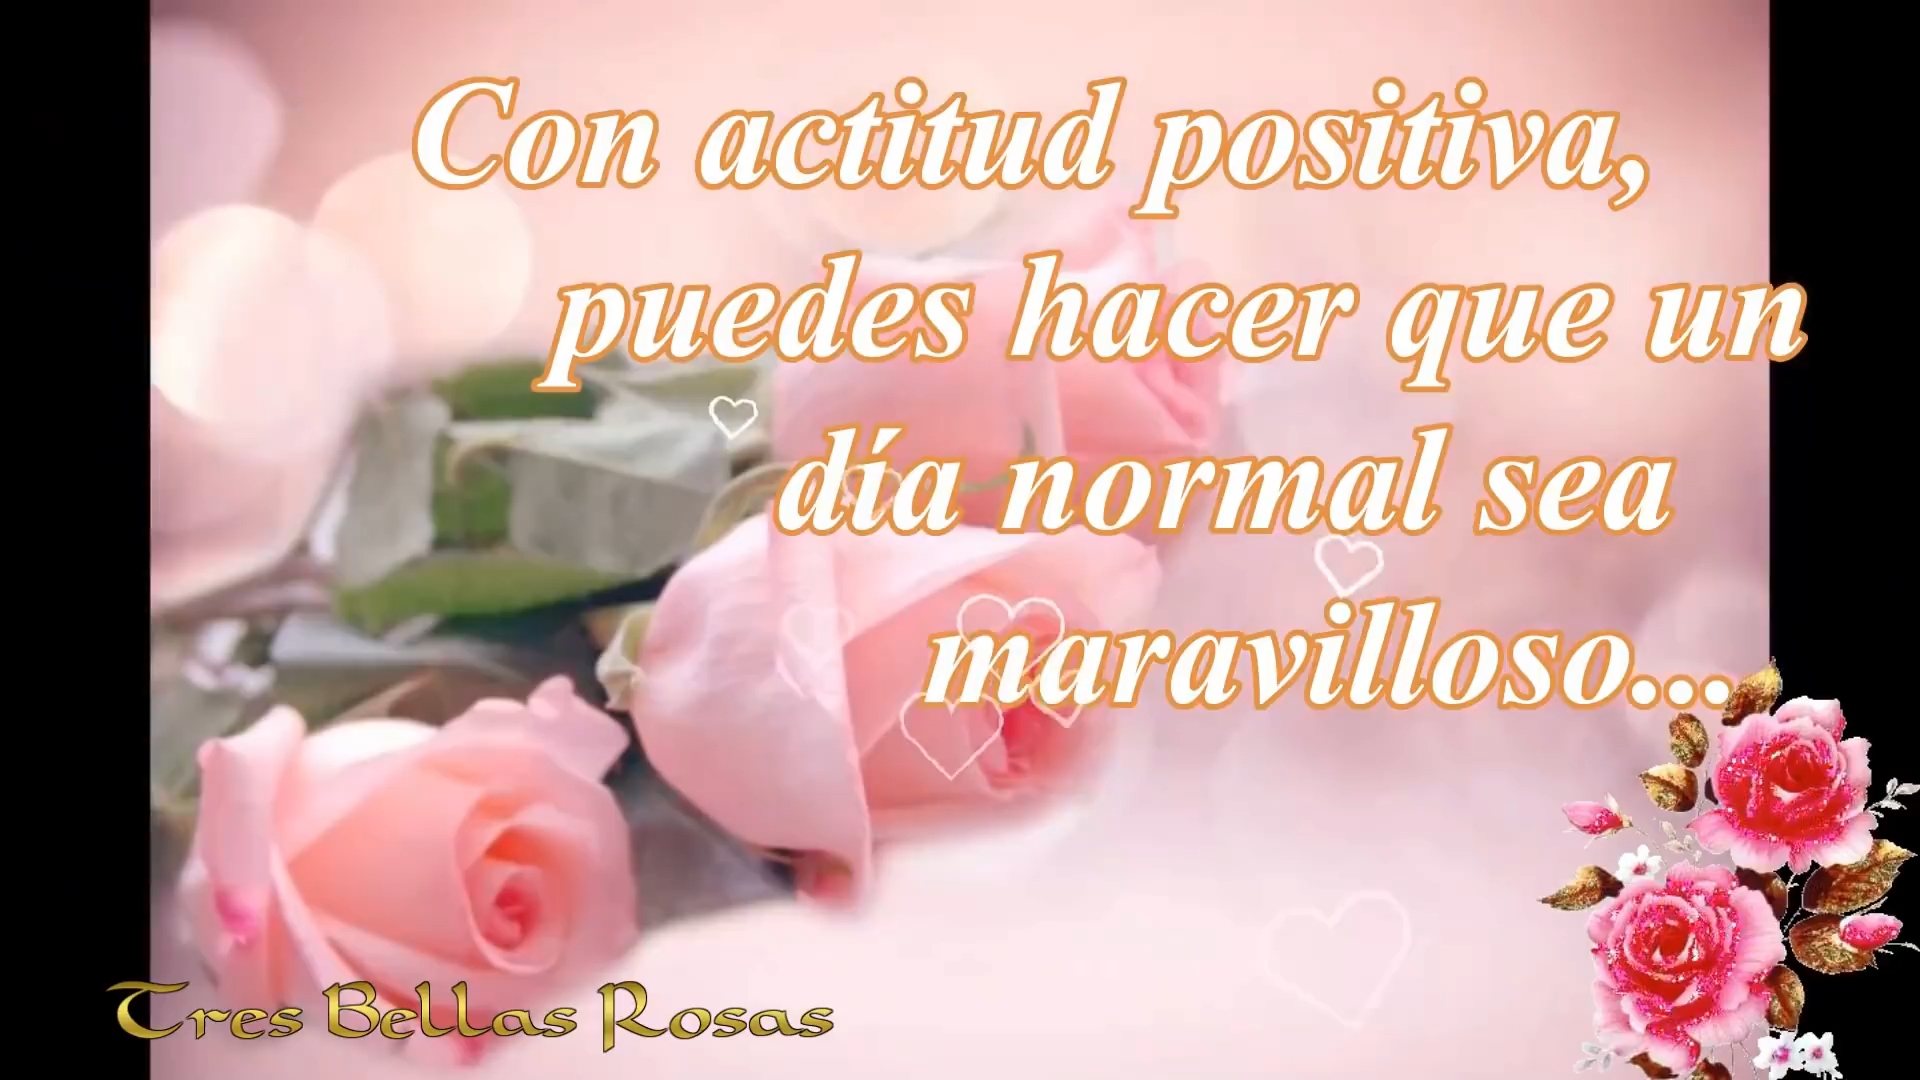 Con actitud positiva,
puedes hacer que un
día normal sea
maravilloso...
Tres Bellas Rosas